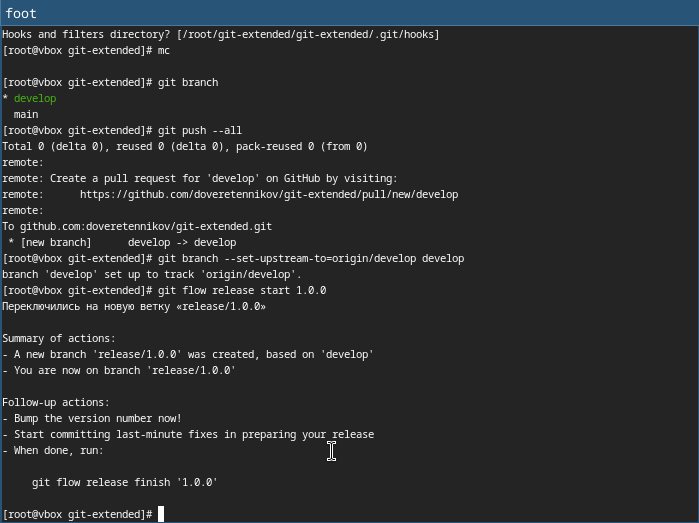 foot
Hooks and filters directory? [/root/git-extended/git-extended/.git/hooks]
[root@vbox git-extended]# mc
[root@vbox git-extended]# git branch
* develop
  main
[root@vbox git-extended]# git push --all
Total 0 (delta 0), reused 0 (delta 0), pack-reused 0 (from 0)
remote:
remote: Create a pull request for 'develop' on GitHub by visiting:
remote:      https://github.com/doveretennikov/git-extended/pull/new/develop
remote:
To github.com:doveretennikov/git-extended.git
 * [new branch]      develop -> develop
[root@vbox git-extended]# git branch --set-upstream-to=origin/develop develop
branch 'develop' set up to track 'origin/develop'.
[root@vbox git-extended]# git flow release start 1.0.0
Переключились на новую ветку «release/1.0.0»
Summary of actions:
- A new branch 'release/1.0.0' was created, based on 'develop'
- You are now on branch 'release/1.0.0'
Follow-up actions:
- Bump the version number now!
- Start committing last-minute fixes in preparing your release
- When done, run:
     git flow release finish '1.0.0'
[root@vbox git-extended]#